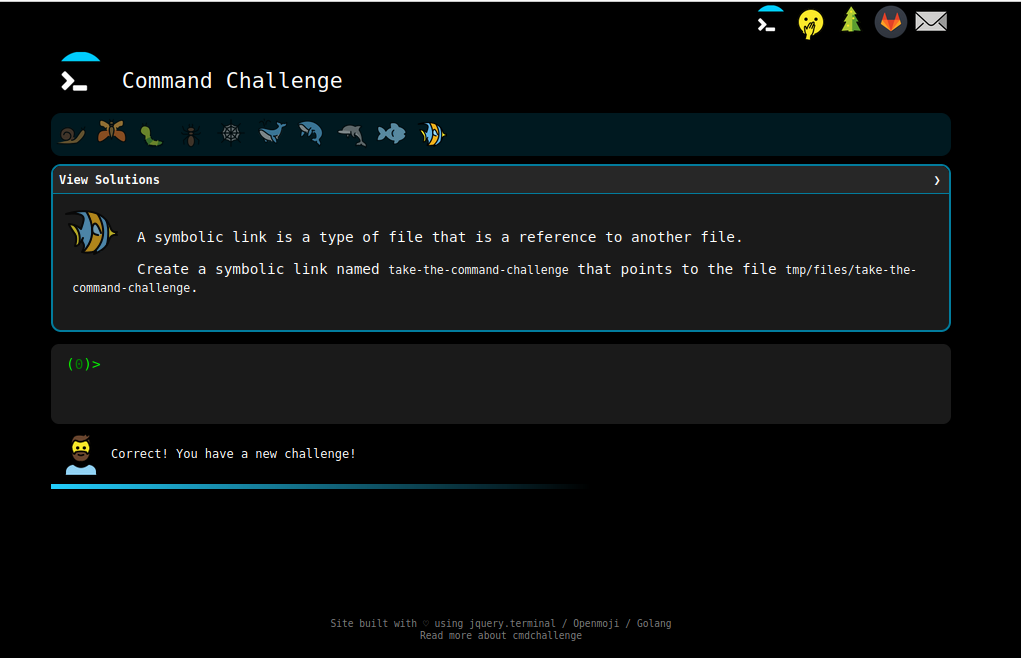 Command Challenge
View Solutions ❯
A symbolic link is a type of file that is a reference to another file.
Create a symbolic link named take-the-command-challenge that points to the file tmp/files/take-the-
command-challenge.
(0)>
Correct! You have a new challenge!
Site built with ♡ using jquery.terminal / Openmoji / Golang
Read more about cmdchallenge